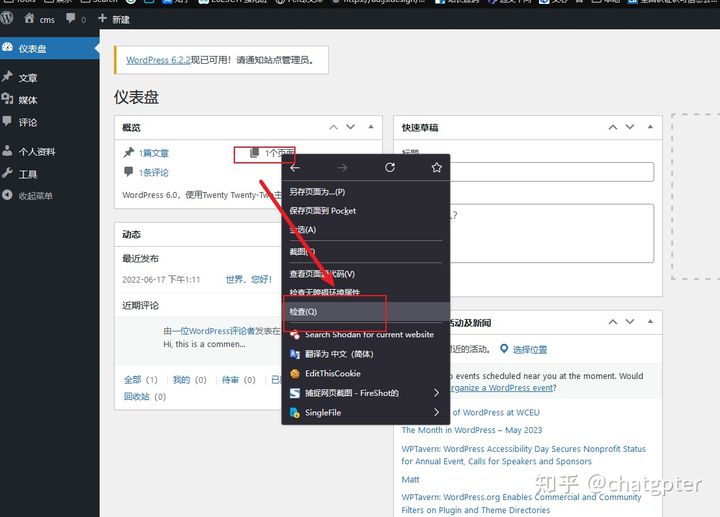 cms 0 新建
仪表盘
文章
媒体
评论
个人资料
工具
收起菜单
WordPress 6.2.2现已可用！请通知站点管理员。
仪表盘
概览
1篇文章
1个页面
1条评论
WordPress 6.0，使用Twenty Twenty-Two主
动态
最近发布
2022-06-17 下午1:11 世界，您好！
近期评论
由一位WordPress评论者发表在
Hi, this is a commen...
全部 （1） | 我的 （0） | 待审 （0） | 已
回收站 （0）
另存页面为...(P)
保存页面到 Pocket
全选(A)
截图
查看页面源代码(V)
检查无障碍环境属性
检查(Q)
Search Shodan for current website
翻译为 中文（简体）
EditThisCookie
捕捉网页截图 - FireShot的
SingleFile
快速草稿
标题
？
活动及新闻
附近的活动。 选择位置
events scheduled near you at the moment. Would
organize a WordPress event?
of WordPress at WCEU
The Month in WordPress – May 2023
WPTavern: WordPress Accessibility Day Secures Nonprofit Status
for Annual Event, Calls for Speakers and Sponsors
Matt
WPTavern: WordPress.org Enables Commercial and Community
Filters on Plugin and Theme Directories
知乎 @chatgpter